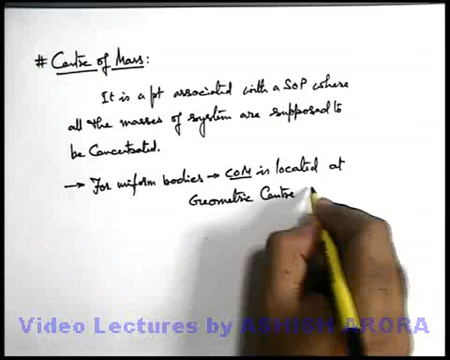 # Centre of Mass:
It is a pt associated with a SOP where
all the masses of system are supposed to
be Concentrated.
→ For uniform bodies → COM is located at
Geometric Centre
Video Lectures by ASHISH ARORA